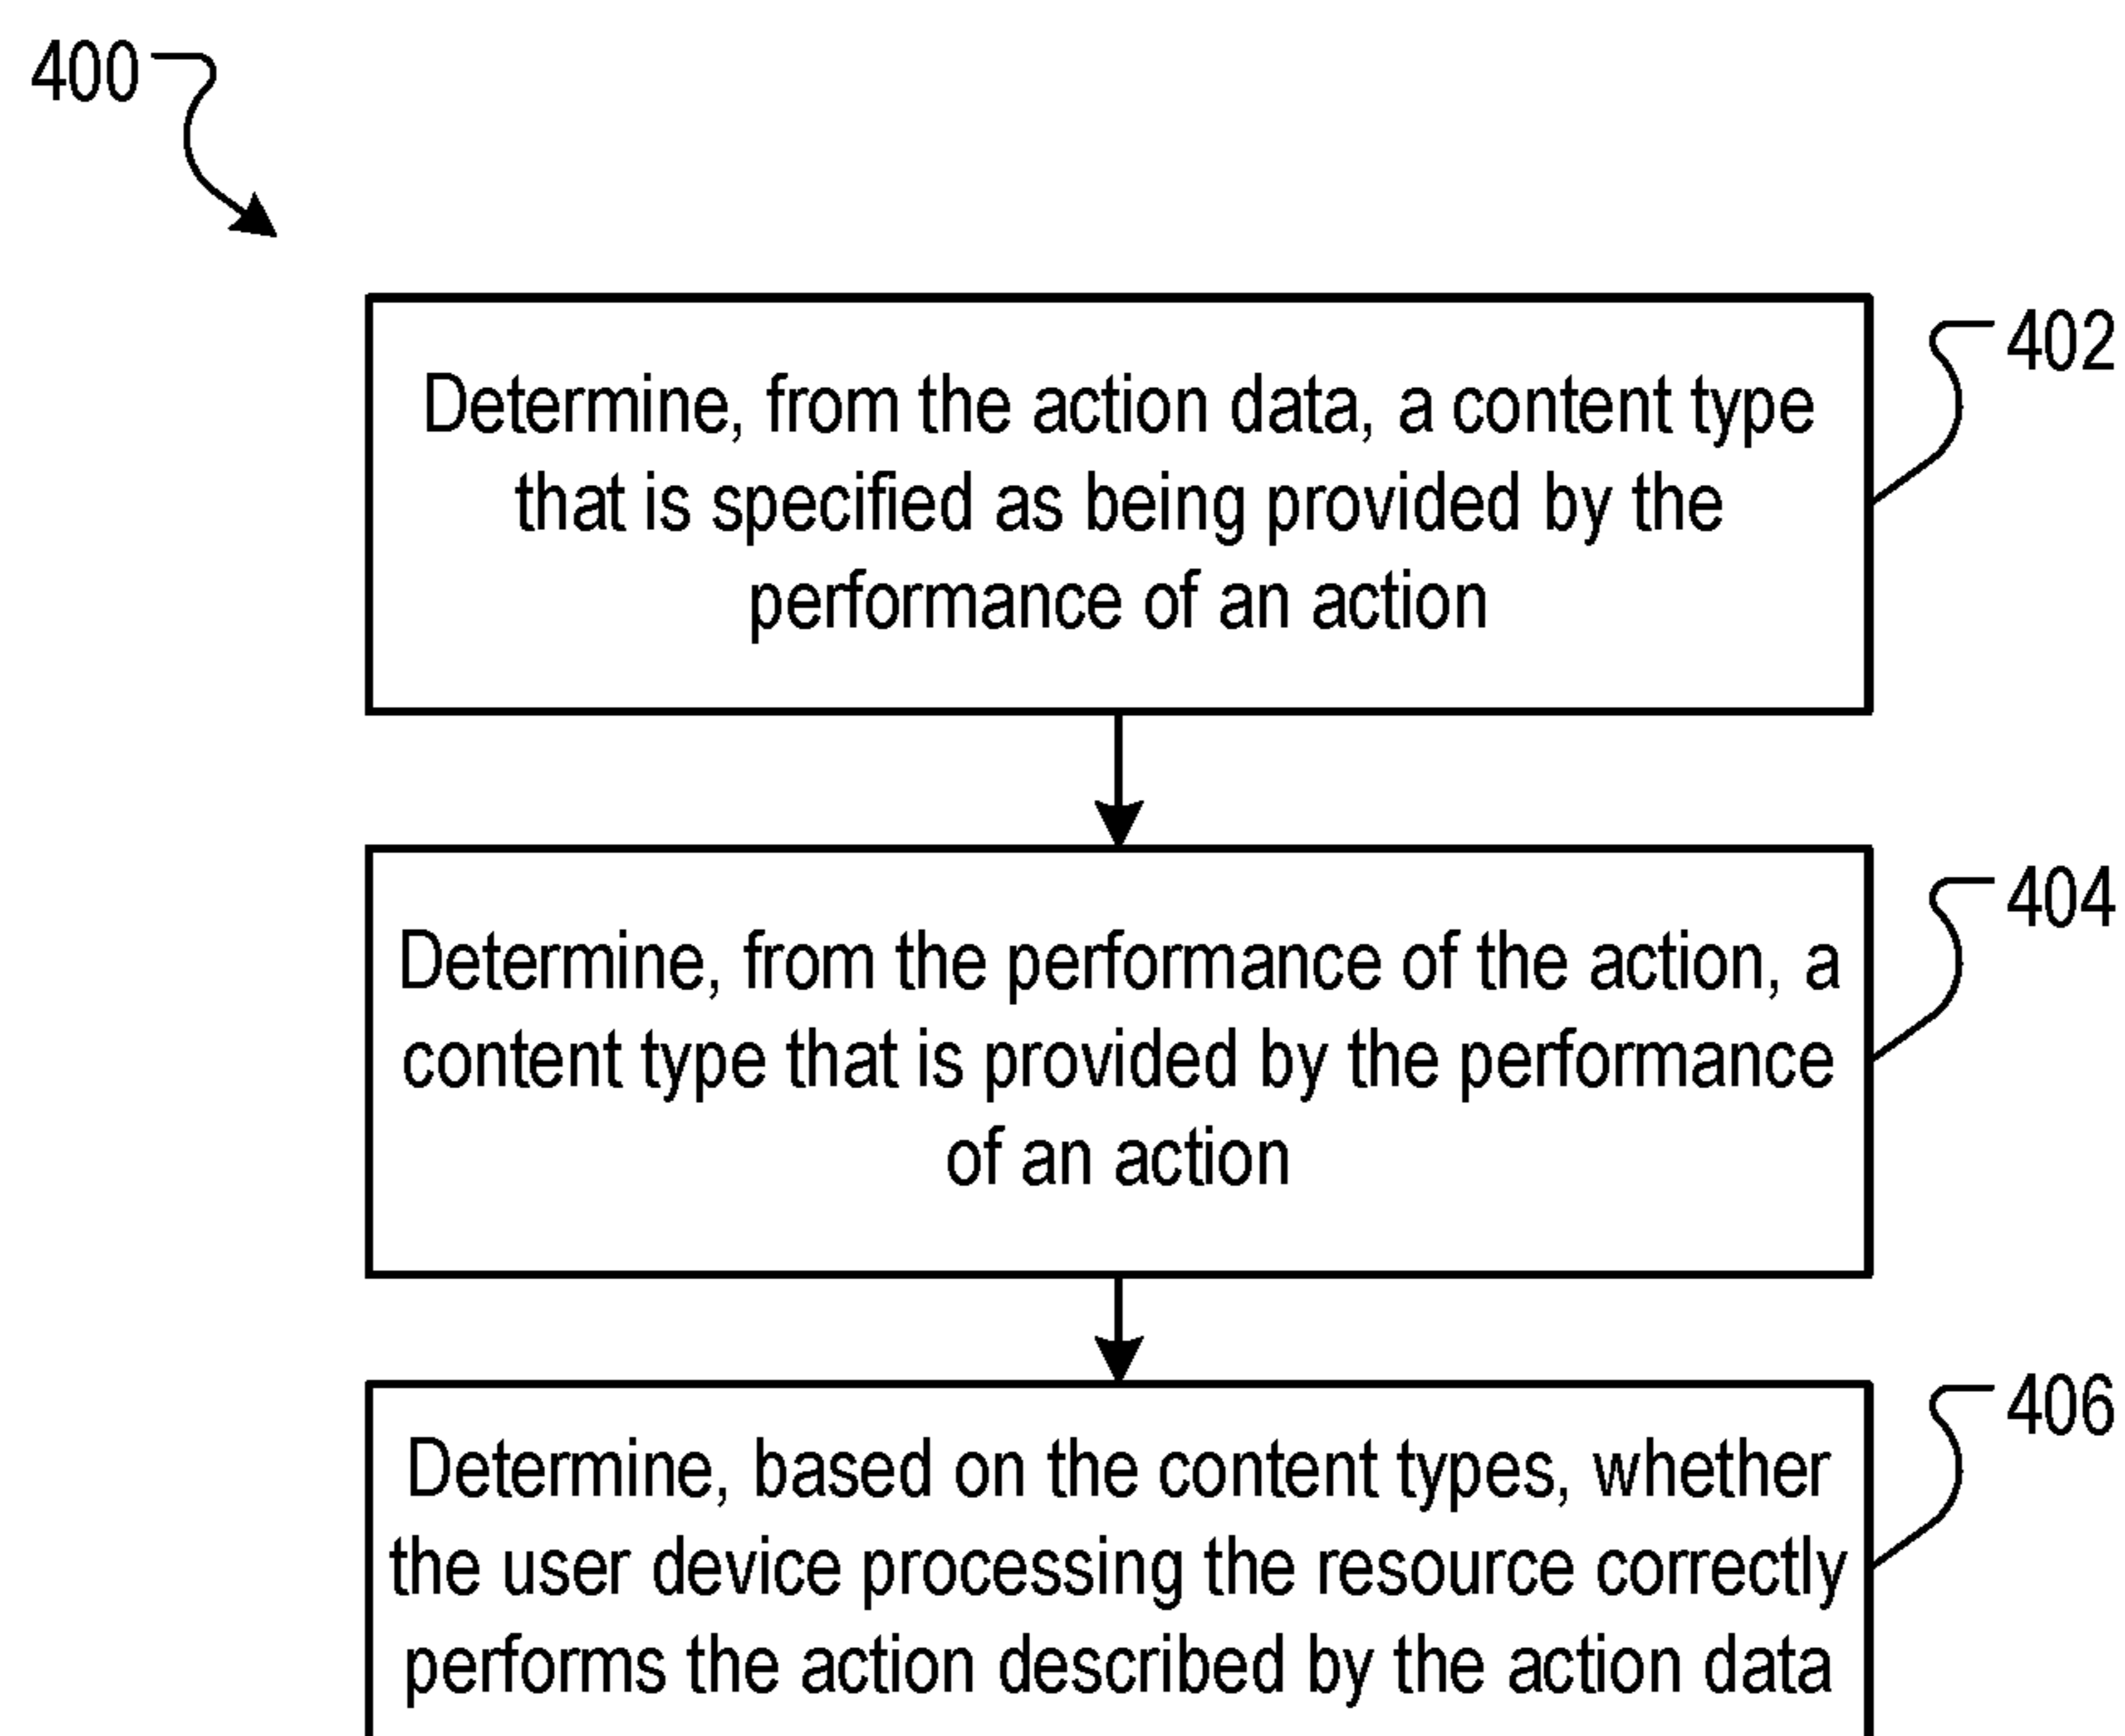 400
402
Determine, from the action data, a content type
that is specified as being provided by the
performance of an action
404
Determine, from the performance of the action, a
content type that is provided by the performance
of an action
406
Determine, based on the content types, whether
the user device processing the resource correctly
performs the action described by the action data